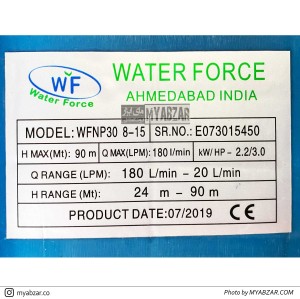 WF
Water Force
WATER FORCE
AHMEDABAD INDIA
MYABZAR
MODEL: WFNP30 8-15 SR.NO.: E073015450
H MAX(Mt): 90 m Q MAX(LPM): 180 l/min kW/HP - 2.2/3.0
Q RANGE (LPM) 180 L/min - 20 L/min
H RANGE (Mt) 24 m - 90 m
PRODUCT DATE:07/2019 CE
myabzar.co Photo by MYABZAR.COM